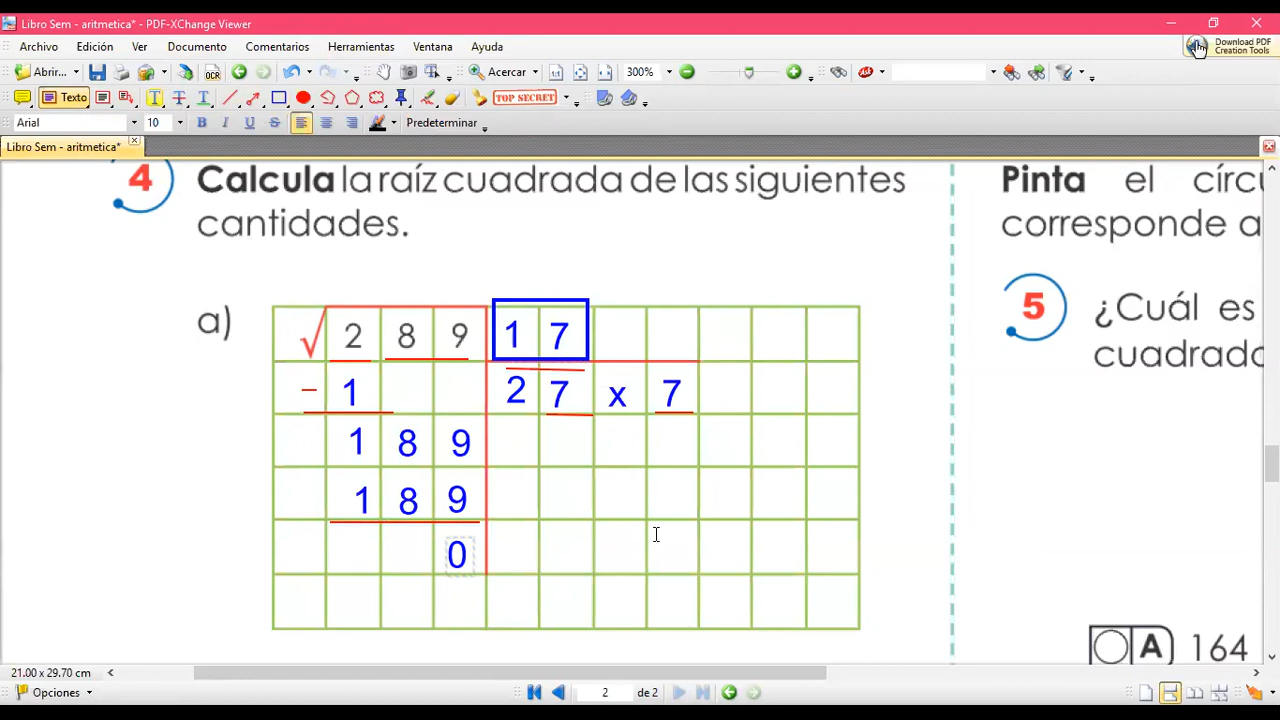 Libro Sem - aritmetica* - PDF-XChange Viewer
Archivo Edición Ver Documento Comentarios Herramientas Ventana Ayuda
Download PDF
Creation Tools
Abrir... OCR Acercar 300%
Texto TOP SECRET
Arial 10 B I U S Predeterminar
Libro Sem - aritmetica*
4 Calcula la raíz cuadrada de las siguientes
cantidades.
a)
√ 2 8 9 1 7
− 1 2 7 x 7
1 8 9
1 8 9
0
Pinta el círcu
corresponde a
5 ¿Cuál es
cuadrado
A 164
21.00 x 29.70 cm
Opciones 2 de 2